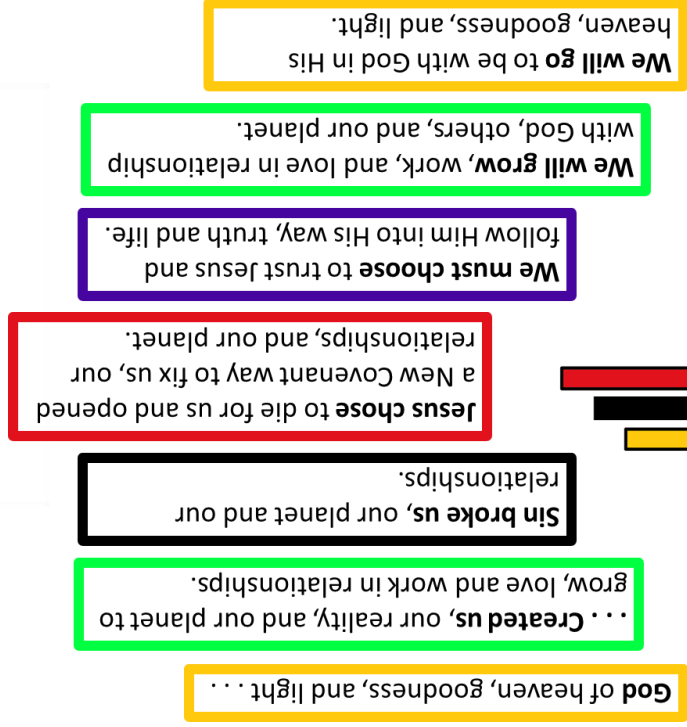 God of heaven, goodness, and light . . .
. . . Created us, our reality, and our planet to
grow, love and work in relationships.
Sin broke us, our planet and our
relationships.
Jesus chose to die for us and opened
a New Covenant way to fix us, our
relationships, and our planet.
We must choose to trust Jesus and
follow Him into His way, truth and life.
We will grow, work, and love in relationship
with God, others, and our planet.
We will go to be with God in His
heaven, goodness, and light.